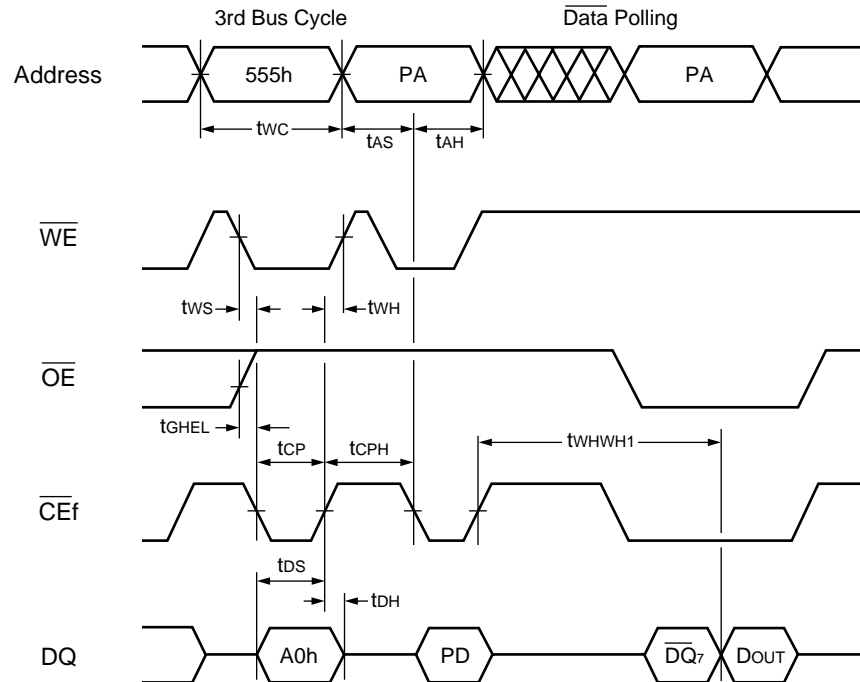 3rd Bus Cycle
Data Polling
Address
555h
PA
PA
tWC
tAS
tAH
WE
tWS
tWH
OE
tGHEL
tCP
tCPH
tWHWH1
CEf
tDS
tDH
DQ
A0h
PD
DQ7
DOUT